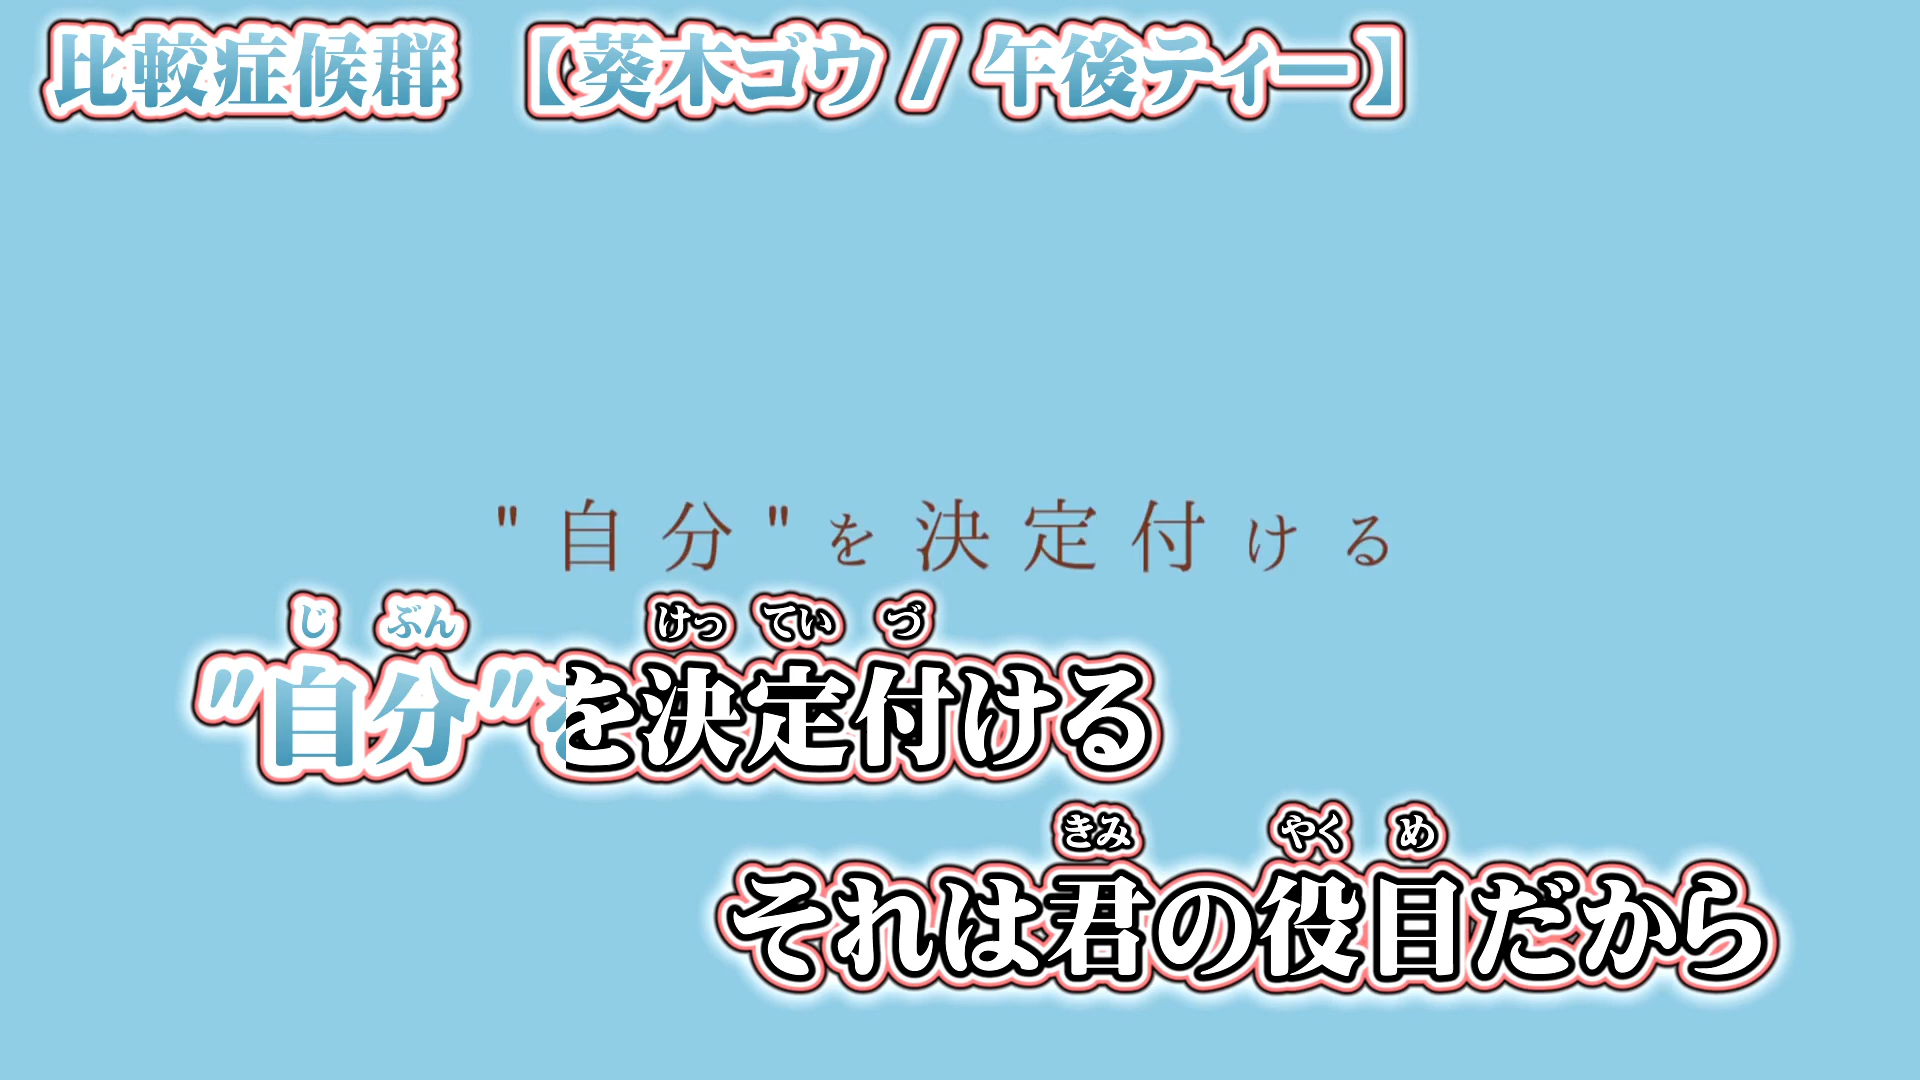 比較症候群 【葵木ゴウ / 午後ティー】
"自分"を決定付ける
じ ぶん けっ てい づ
"自分"を決定付ける
きみ やく め
それは君の役目だから